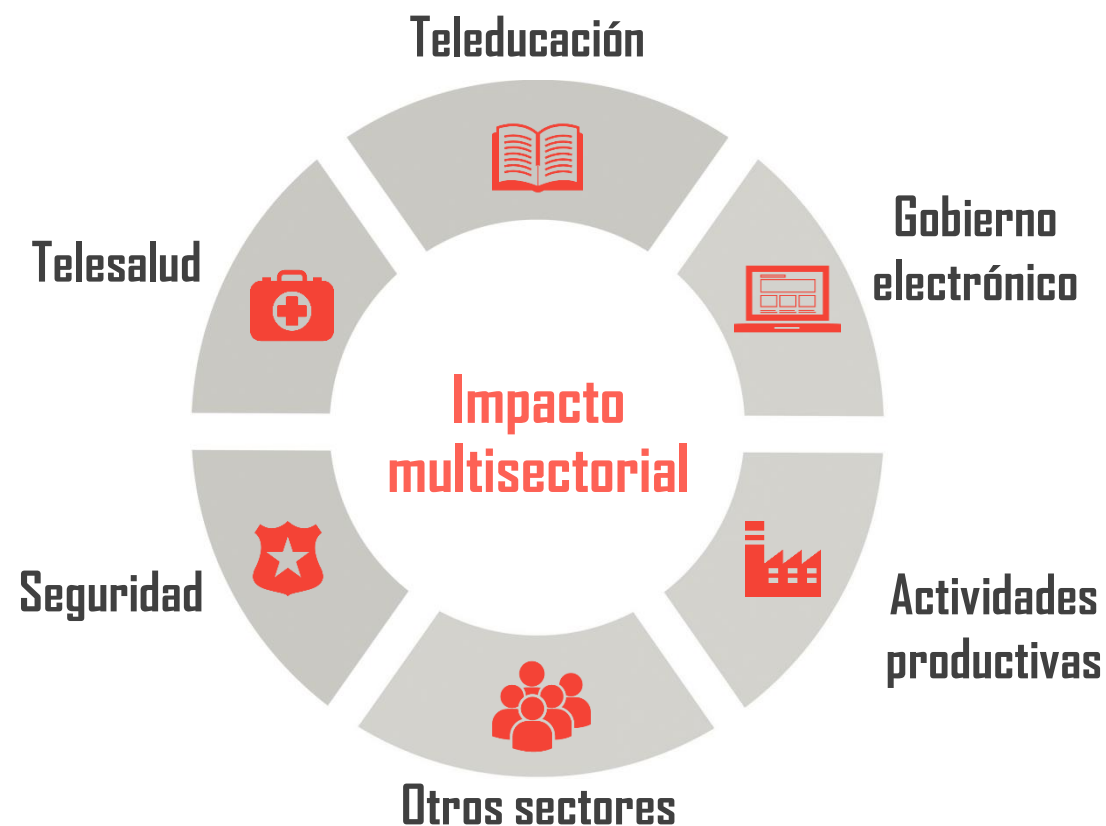 Teleducación
Gobierno
electrónico
Telesalud
Impacto
multisectorial
Seguridad
Actividades
productivas
Otros sectores